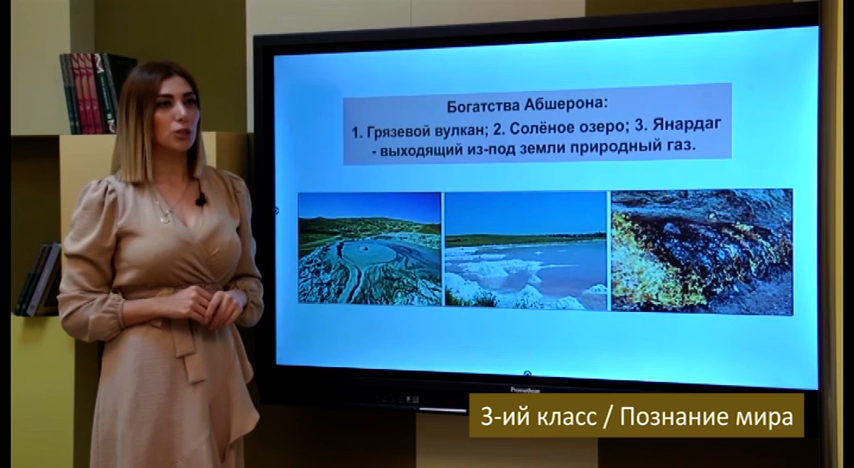 Богатства Абшерона:
1. Грязевой вулкан; 2. Солёное озеро; 3. Янардаг
- выходящий из-под земли природный газ.
Promethean
3-ий класс / Познание мира